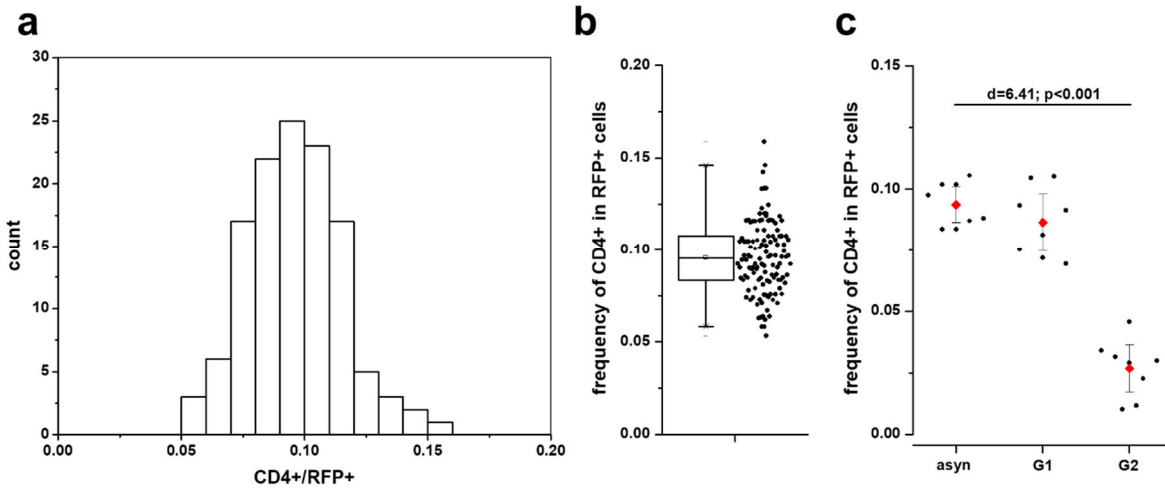 a
30
25
20
15
10
5
0
count
0.00
0.05
0.10
0.15
0.20
CD4+/RFP+
b
0.20
0.15
0.10
0.05
0.00
frequency of CD4+ in RFP+ cells
c
0.15
0.10
0.05
0.00
frequency of CD4+ in RFP+ cells
d=6.41; p<0.001
asyn
G1
G2